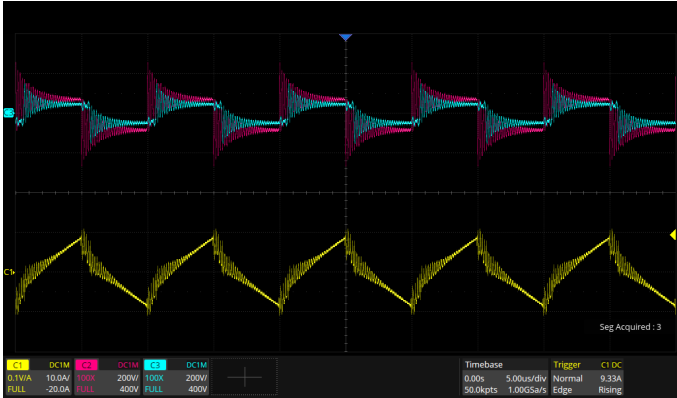 C3
C1
Seg Acquired : 3
C1 DC1M
0.1V/A 10.0A/
FULL -20.0A
C2 DC1M
100X 200V/
FULL 400V
C3 DC1M
100X 200V/
FULL 400V
Timebase
0.00s 5.00us/div
50.0kpts 1.00GSa/s
Trigger C1 DC
Normal 9.33A
Edge Rising